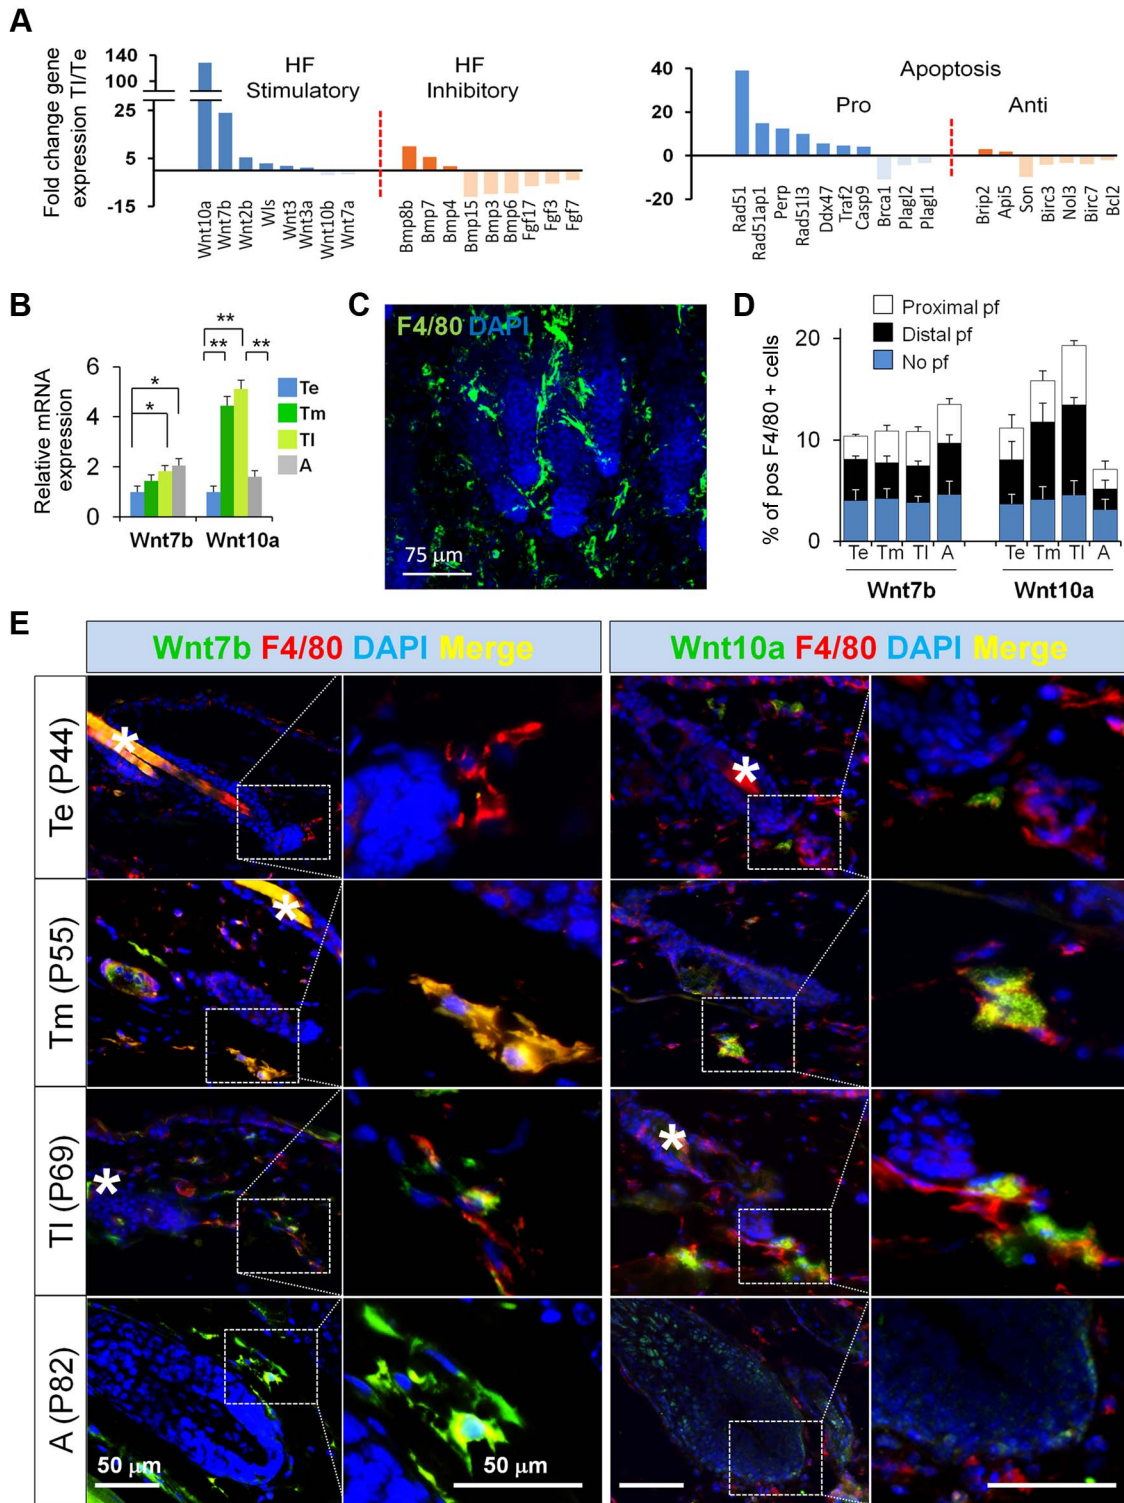 A
Fold change gene
expression Tl/Te
140
100
25
5
-15
HF
Stimulatory
HF
Inhibitory
Wnt10a
Wnt7b
Wnt2b
Wls
Wnt3
Wnt3a
Wnt10b
Wnt7a
Bmp8b
Bmp7
Bmp4
Bmp15
Bmp3
Bmp6
Fgf17
Fgf3
Fgf7
40
20
0
-20
Apoptosis
Pro
Anti
Rad51
Rad51ap1
Perp
Rad51l3
Ddx47
Traf2
Casp9
Brca1
Plagl2
Plagl1
Brip2
Api5
Son
Birc3
Nol3
Birc7
Bcl2
B
Relative mRNA
expression
6
4
2
0
*
*
**
**
**
Te
Tm
Tl
A
Wnt7b
Wnt10a
C
F4/80 DAPI
75 µm
D
Proximal pf
Distal pf
No pf
% of pos F4/80 + cells
20
10
0
Te Tm Tl A
Te Tm Tl A
Wnt7b
Wnt10a
E
Wnt7b F4/80 DAPI Merge
Wnt10a F4/80 DAPI Merge
Te (P44)
*
*
Tm (P55)
*
Tl (P69)
*
*
A (P82)
50 µm
50 µm